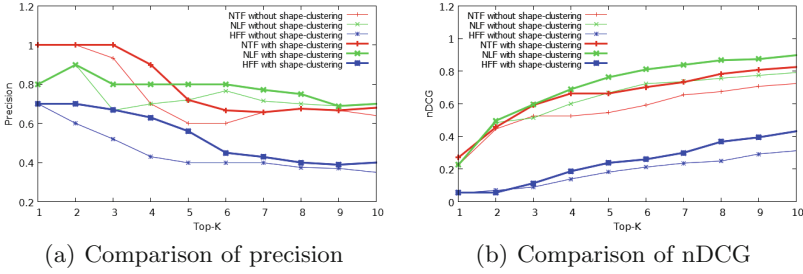 NTF without shape-clustering
NLF without shape-clustering
HFF without shape-clustering
NTF with shape-clustering
NLF with shape-clustering
HFF with shape-clustering
1.2
1
0.8
0.6
0.4
0.2
Precision
1 2 3 4 5 6 7 8 9 10
Top-K
(a) Comparison of precision
NTF without shape-clustering
NLF without shape-clustering
HFF without shape-clustering
NTF with shape-clustering
NLF with shape-clustering
HFF with shape-clustering
1.2
1
0.8
0.6
0.4
0.2
0
nDCG
1 2 3 4 5 6 7 8 9 10
Top-K
(b) Comparison of nDCG